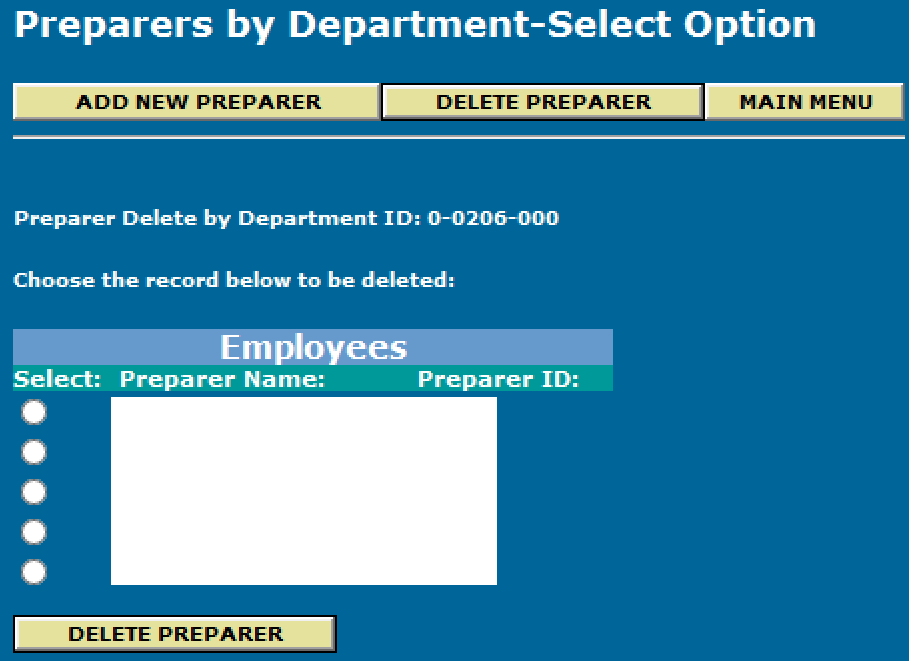 Preparers by Department-Select Option
ADD NEW PREPARER DELETE PREPARER MAIN MENU
Preparer Delete by Department ID: 0-0206-000
Choose the record below to be deleted:
Employees
Select: Preparer Name: Preparer ID:
DELETE PREPARER